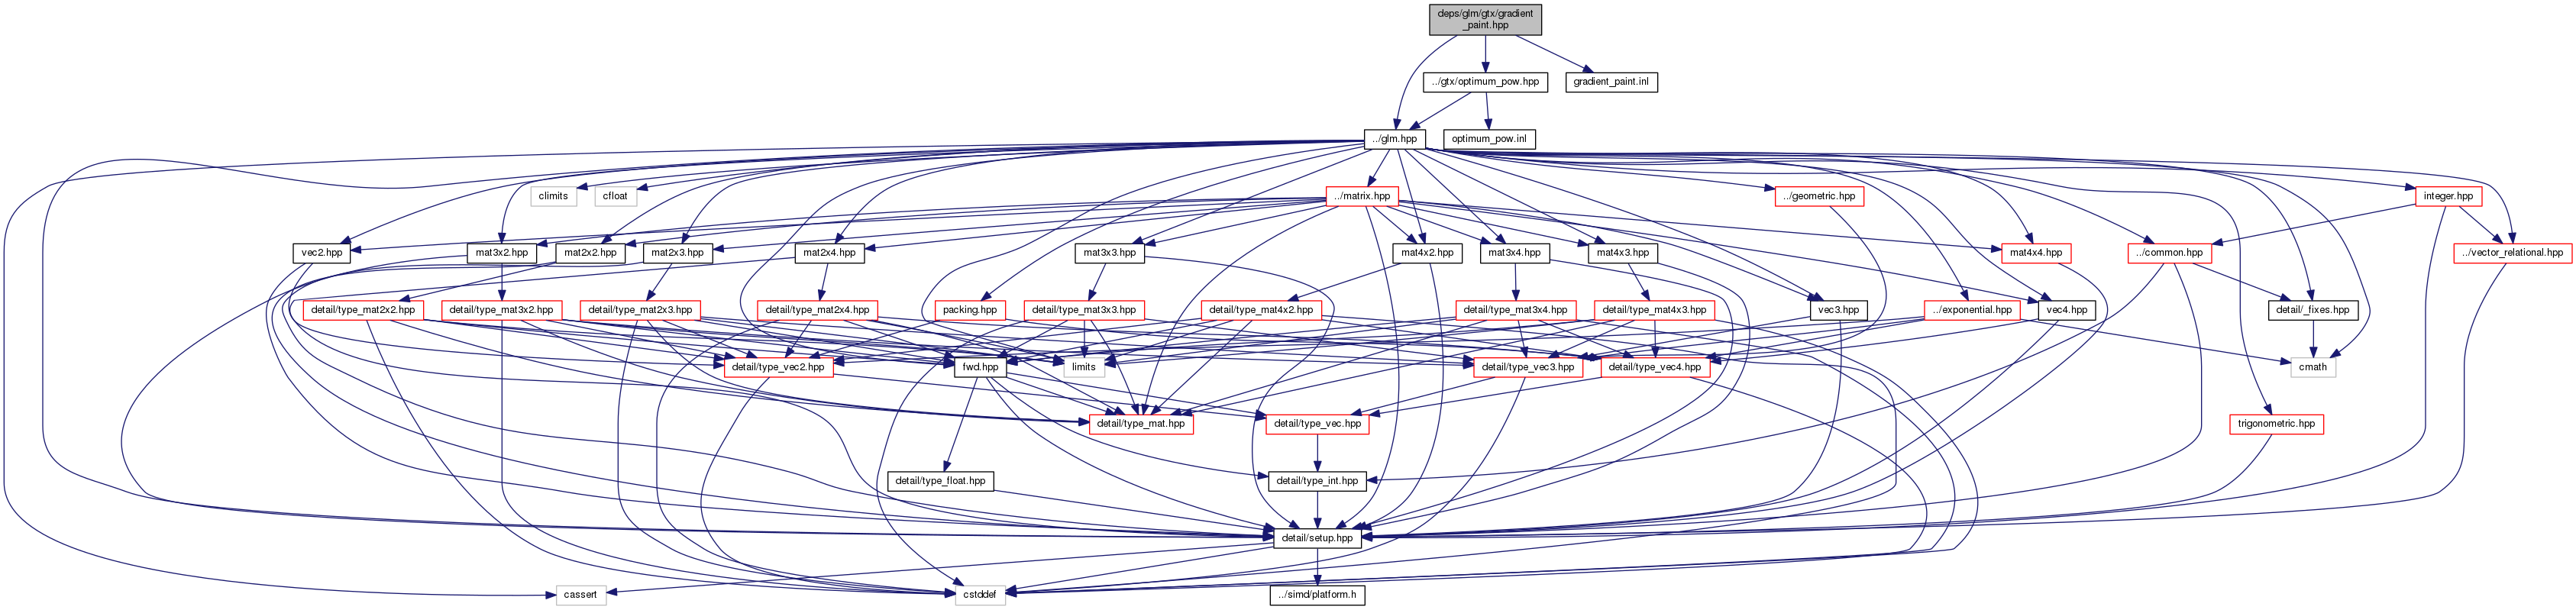 deps/glm/gtx/gradient
_paint.hpp
../gtx/optimum_pow.hpp
gradient_paint.inl
../glm.hpp
optimum_pow.inl
climits
cfloat
../matrix.hpp
../geometric.hpp
integer.hpp
vec2.hpp
mat3x2.hpp
mat2x2.hpp
mat2x3.hpp
mat2x4.hpp
mat3x3.hpp
mat4x2.hpp
mat3x4.hpp
mat4x3.hpp
mat4x4.hpp
../common.hpp
../vector_relational.hpp
detail/type_mat2x2.hpp
detail/type_mat3x2.hpp
detail/type_mat2x3.hpp
detail/type_mat2x4.hpp
packing.hpp
detail/type_mat3x3.hpp
detail/type_mat4x2.hpp
detail/type_mat3x4.hpp
detail/type_mat4x3.hpp
vec3.hpp
../exponential.hpp
vec4.hpp
detail/_fixes.hpp
detail/type_vec2.hpp
fwd.hpp
limits
detail/type_vec3.hpp
detail/type_vec4.hpp
cmath
detail/type_mat.hpp
detail/type_vec.hpp
trigonometric.hpp
detail/type_float.hpp
detail/type_int.hpp
detail/setup.hpp
cassert
cstddef
../simd/platform.h